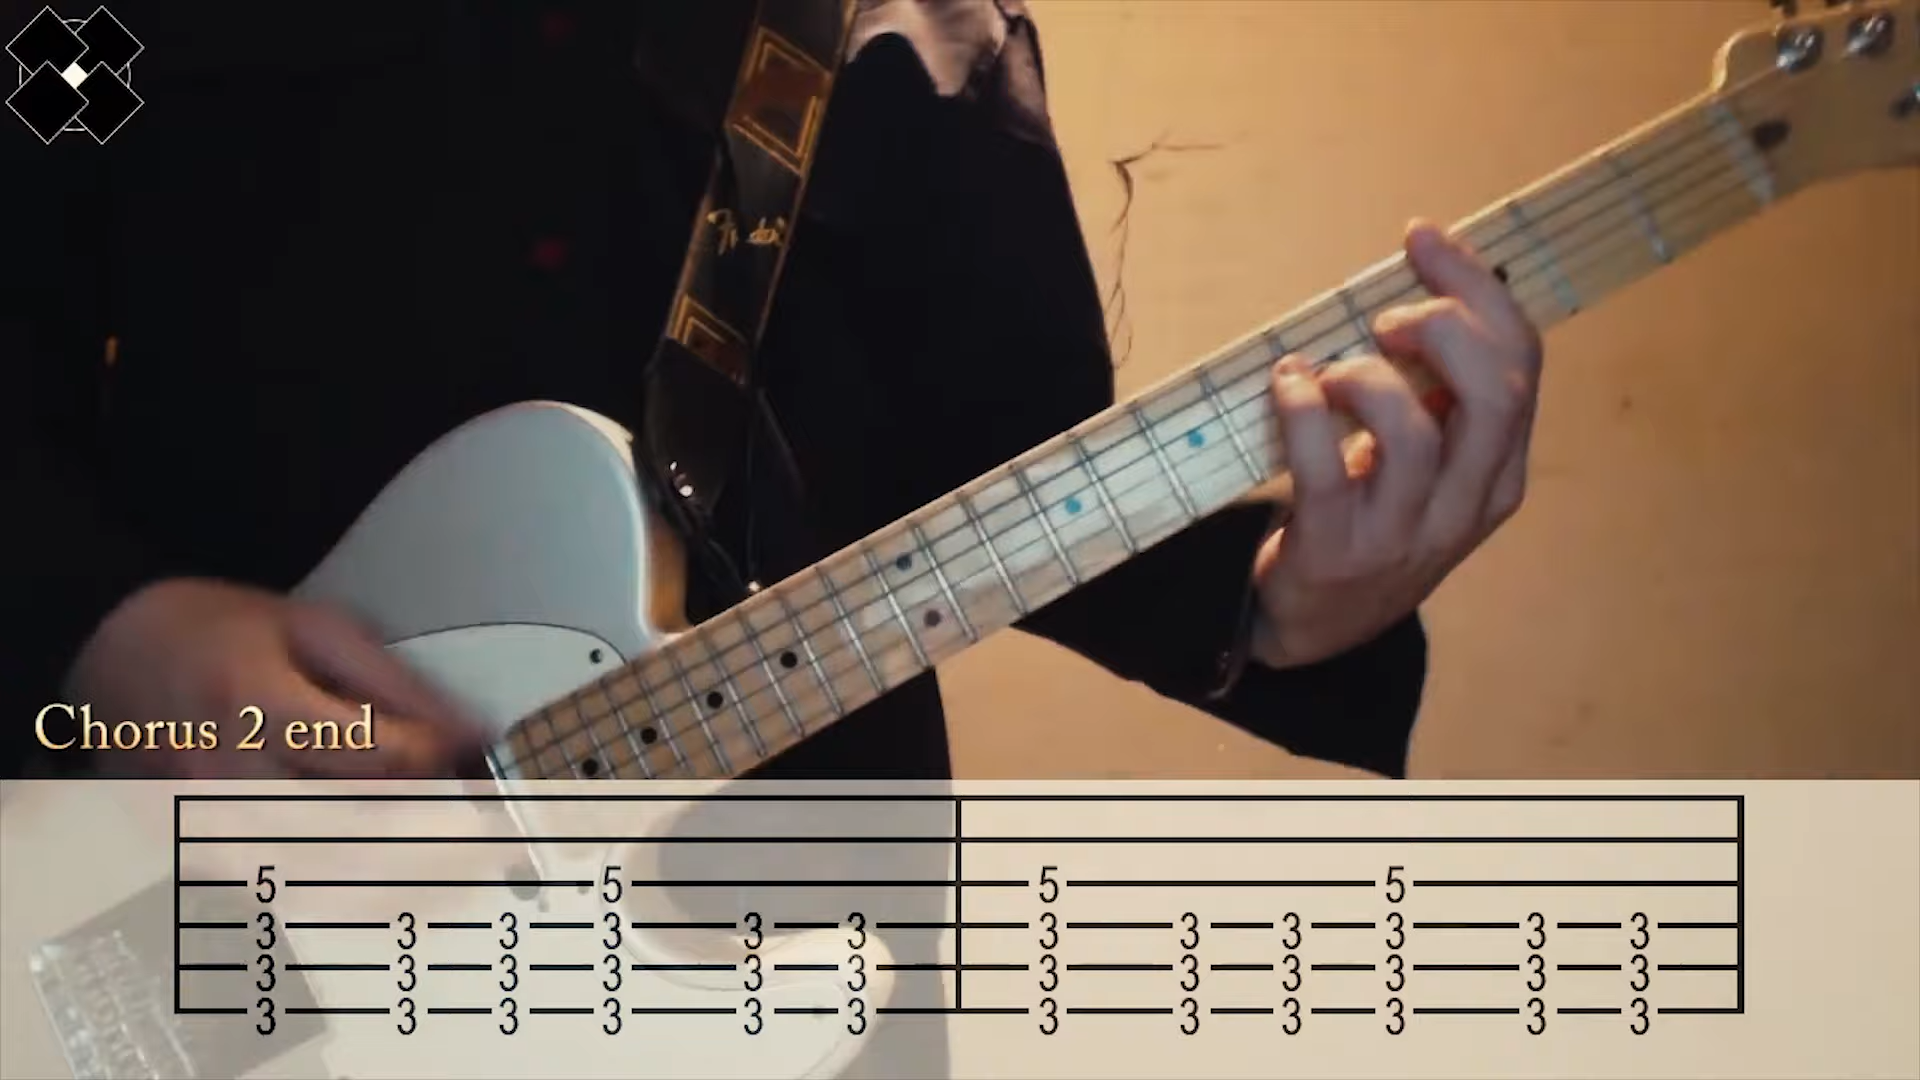 Fender
Chorus 2 end
5 5 5 5
3 3 3 3 3 3 3 3 3 3 3 3
3 3 3 3 3 3 3 3 3 3 3 3
3 3 3 3 3 3 3 3 3 3 3 3